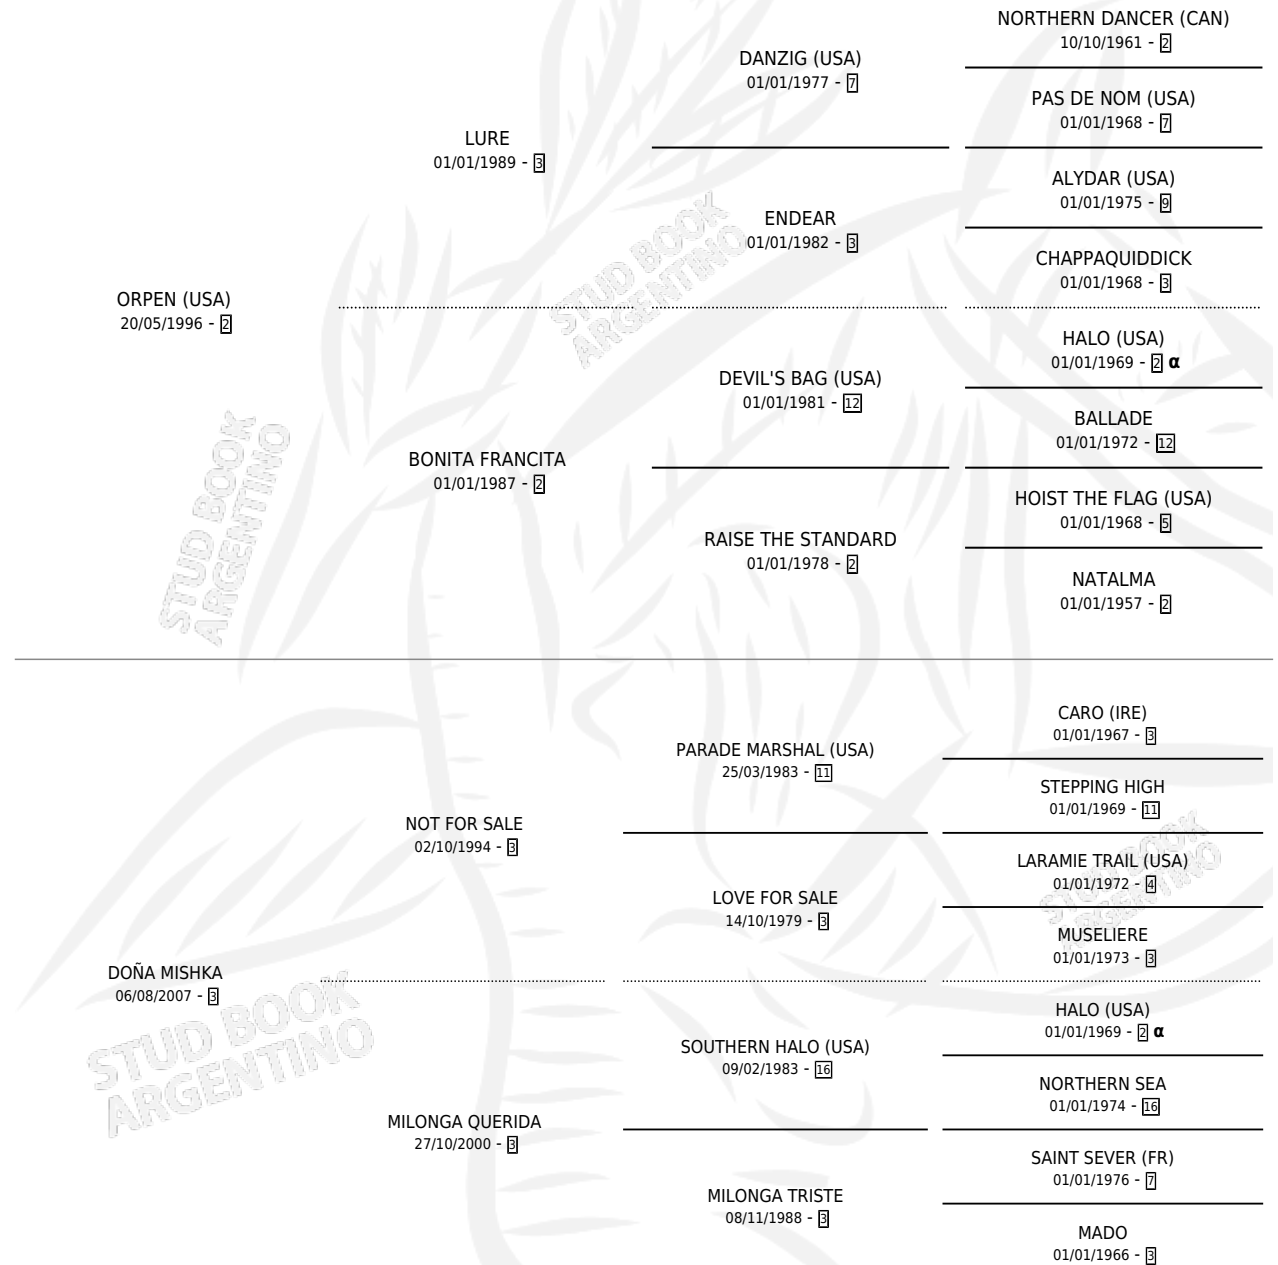 NORTHERN DANCER (CAN)
10/10/1961 - 2
DANZIG (USA)
01/01/1977 - 7
PAS DE NOM (USA)
01/01/1968 - 7
LURE
01/01/1989 - 3
ALYDAR (USA)
01/01/1975 - 9
ENDEAR
01/01/1982 - 3
CHAPPAQUIDDICK
01/01/1968 - 3
ORPEN (USA)
20/05/1996 - 2
HALO (USA)
01/01/1969 - 2 α
DEVIL'S BAG (USA)
01/01/1981 - 12
BALLADE
01/01/1972 - 12
BONITA FRANCITA
01/01/1987 - 2
HOIST THE FLAG (USA)
01/01/1968 - 5
RAISE THE STANDARD
01/01/1978 - 2
NATALMA
01/01/1957 - 2
CARO (IRE)
01/01/1967 - 3
PARADE MARSHAL (USA)
25/03/1983 - 11
STEPPING HIGH
01/01/1969 - 11
NOT FOR SALE
02/10/1994 - 3
LARAMIE TRAIL (USA)
01/01/1972 - 4
LOVE FOR SALE
14/10/1979 - 3
MUSELIERE
01/01/1973 - 3
DOÑA MISHKA
06/08/2007 - 3
HALO (USA)
01/01/1969 - 2 α
SOUTHERN HALO (USA)
09/02/1983 - 16
NORTHERN SEA
01/01/1974 - 16
MILONGA QUERIDA
27/10/2000 - 3
SAINT SEVER (FR)
01/01/1976 - 7
MILONGA TRISTE
08/11/1988 - 3
MADO
01/01/1966 - 3
STUD BOOK
ARGENTINO
STUD BOOK
ARGENTINO
STUD BOOK
ARGENTINO
STUD BOOK
ARGENTINO